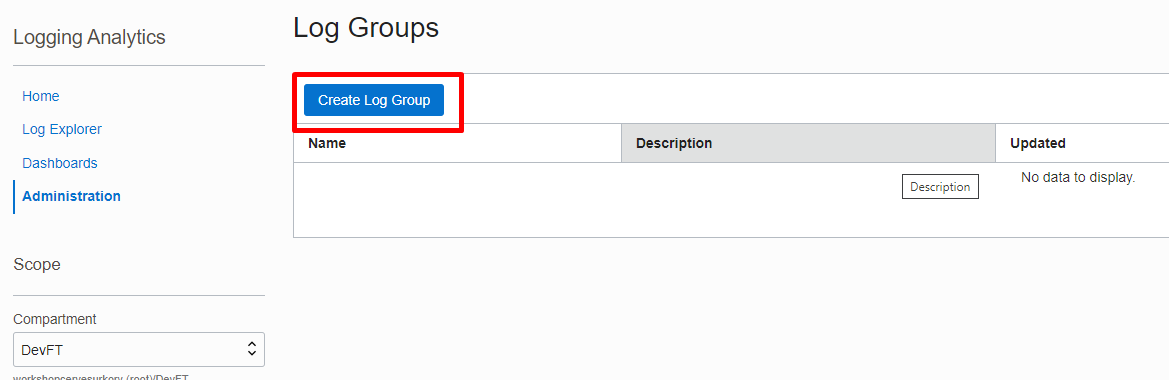 Logging Analytics
Home
Log Explorer
Dashboards
Administration
Scope
Compartment
DevFT
Log Groups
Create Log Group
Name Description Updated
No data to display.
Description